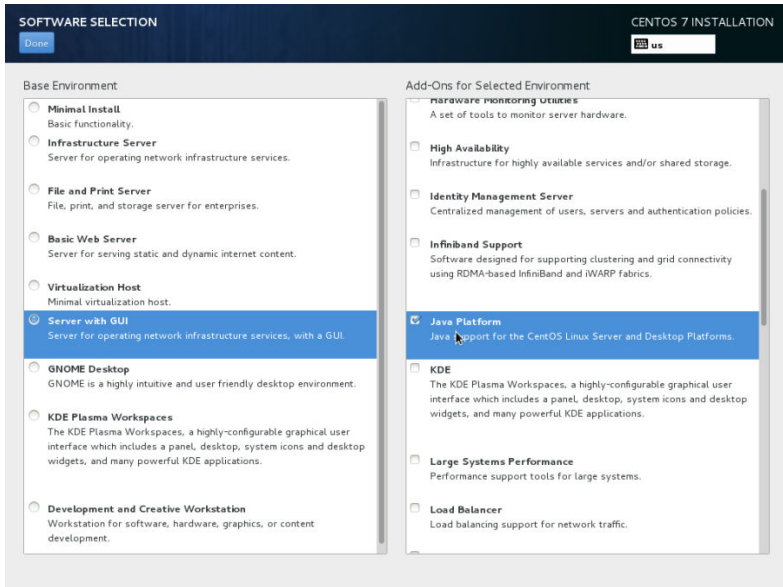 SOFTWARE SELECTION
Done
CENTOS 7 INSTALLATION
us
Base Environment
Minimal Install
Basic functionality.
Infrastructure Server
Server for operating network infrastructure services.
File and Print Server
File, print, and storage server for enterprises.
Basic Web Server
Server for serving static and dynamic internet content.
Virtualization Host
Minimal virtualization host.
Server with GUI
Server for operating network infrastructure services, with a GUI.
GNOME Desktop
GNOME is a highly intuitive and user friendly desktop environment.
KDE Plasma Workspaces
The KDE Plasma Workspaces, a highly-configurable graphical user
interface which includes a panel, desktop, system icons and desktop
widgets, and many powerful KDE applications.
Development and Creative Workstation
Workstation for software, hardware, graphics, or content
development.
Add-Ons for Selected Environment
Hardware Monitoring Utilities
A set of tools to monitor server hardware.
High Availability
Infrastructure for highly available services and/or shared storage.
Identity Management Server
Centralized management of users, servers and authentication policies.
Infiniband Support
Software designed for supporting clustering and grid connectivity
using RDMA-based InfiniBand and iWARP fabrics.
Java Platform
Java support for the CentOS Linux Server and Desktop Platforms.
KDE
The KDE Plasma Workspaces, a highly-configurable graphical user
interface which includes a panel, desktop, system icons and desktop
widgets, and many powerful KDE applications.
Large Systems Performance
Performance support tools for large systems.
Load Balancer
Load balancing support for network traffic.